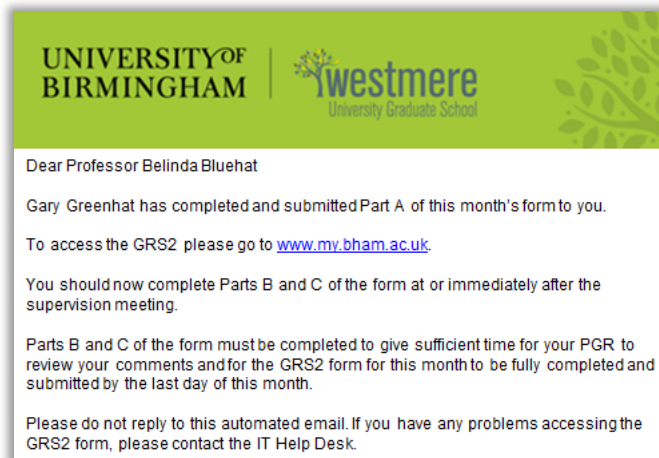 UNIVERSITYOF
BIRMINGHAM
westmere
University Graduate School
Dear Professor Belinda Bluehat
Gary Greenhat has completed and submitted Part A of this month's form to you.
To access the GRS2 please go to www.my.bham.ac.uk.
You should now complete Parts B and C of the form at or immediately after the
supervision meeting.
Parts B and C of the form must be completed to give sufficient time for your PGR to
review your comments and for the GRS2 form for this month to be fully completed and
submitted by the last day of this month.
Please do not reply to this automated email. If you have any problems accessing the
GRS2 form, please contact the IT Help Desk.